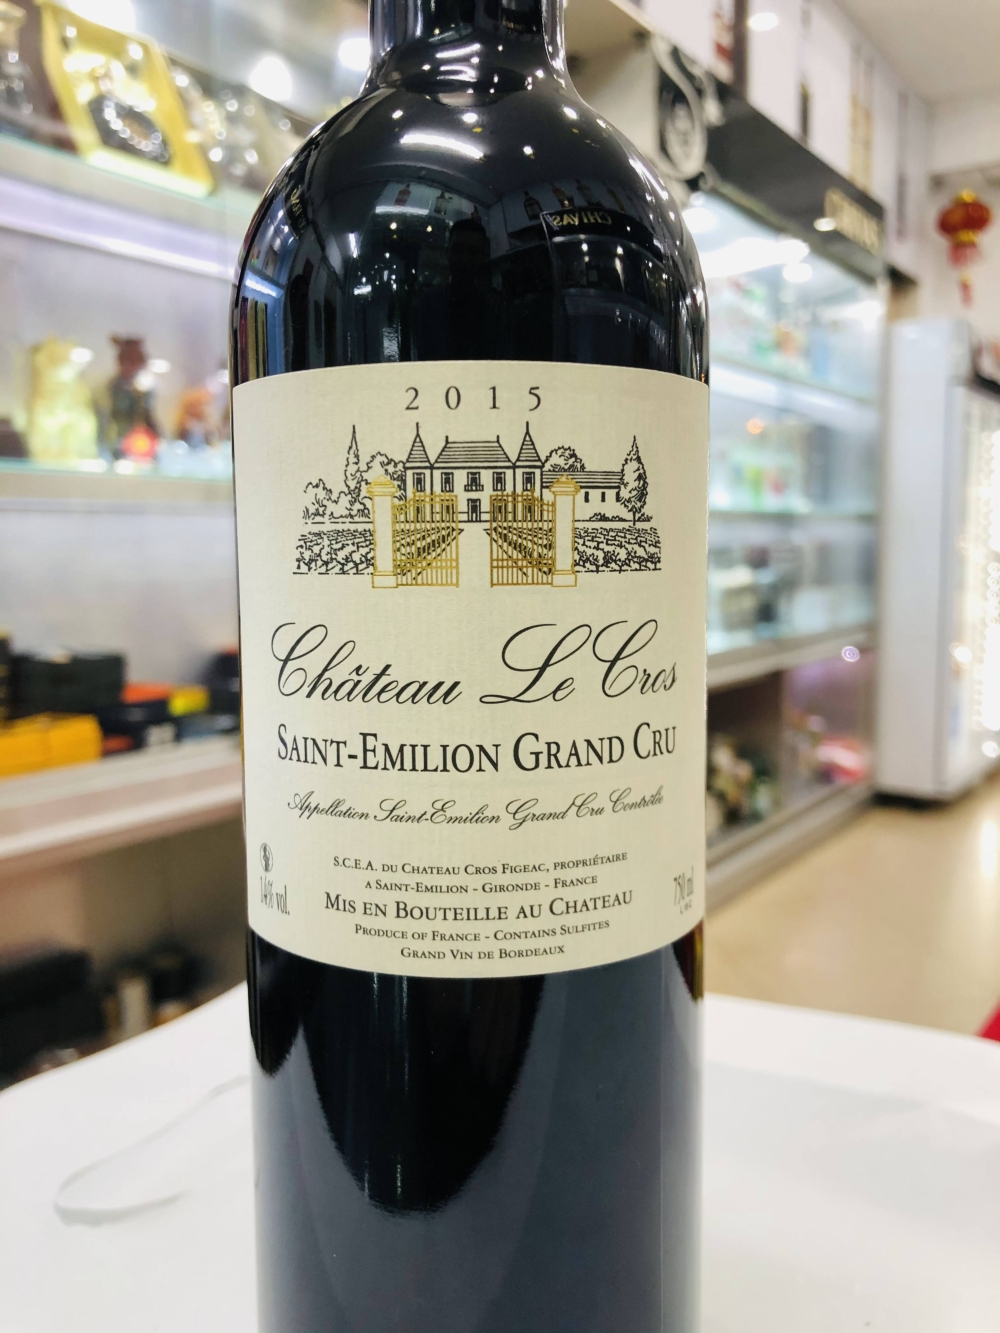 CHIVAS
2015
Château Le Cros
SAINT-EMILION GRAND CRU
Appellation Saint-Emilion Grand Cru Contrôlée
S.C.E.A. DU CHATEAU CROS FIGEAC, PROPRIÉTAIRE
A SAINT-EMILION - GIRONDE - FRANCE
14% vol.
MIS EN BOUTEILLE AU CHATEAU
750 ml
PRODUCE OF FRANCE - CONTAINS SULFITES
GRAND VIN DE BORDEAUX